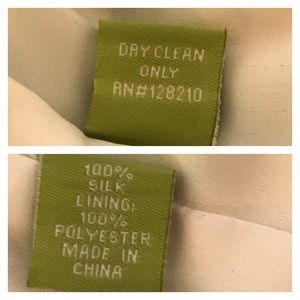 DRY CLEAN
ONLY
RN#128210
100%
SILK
LINING:
100%
POLYESTER
MADE IN
CHINA